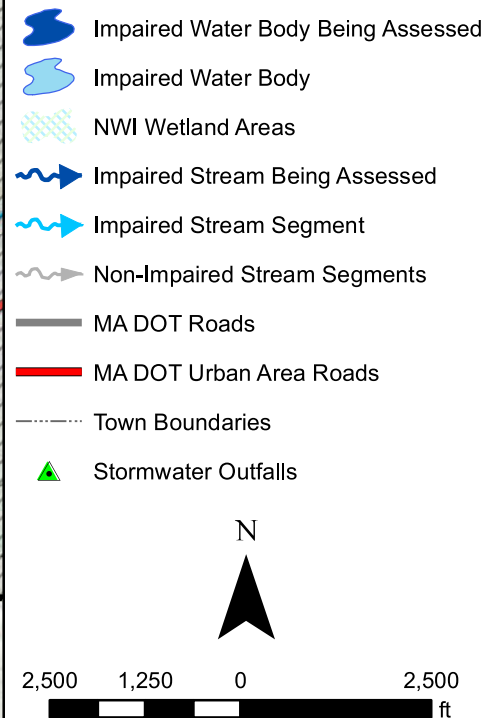 Impaired Water Body Being Assessed
Impaired Water Body
NWI Wetland Areas
Impaired Stream Being Assessed
Impaired Stream Segment
Non-Impaired Stream Segments
MA DOT Roads
MA DOT Urban Area Roads
Town Boundaries
Stormwater Outfalls
N
2,500 1,250 0 2,500
ft